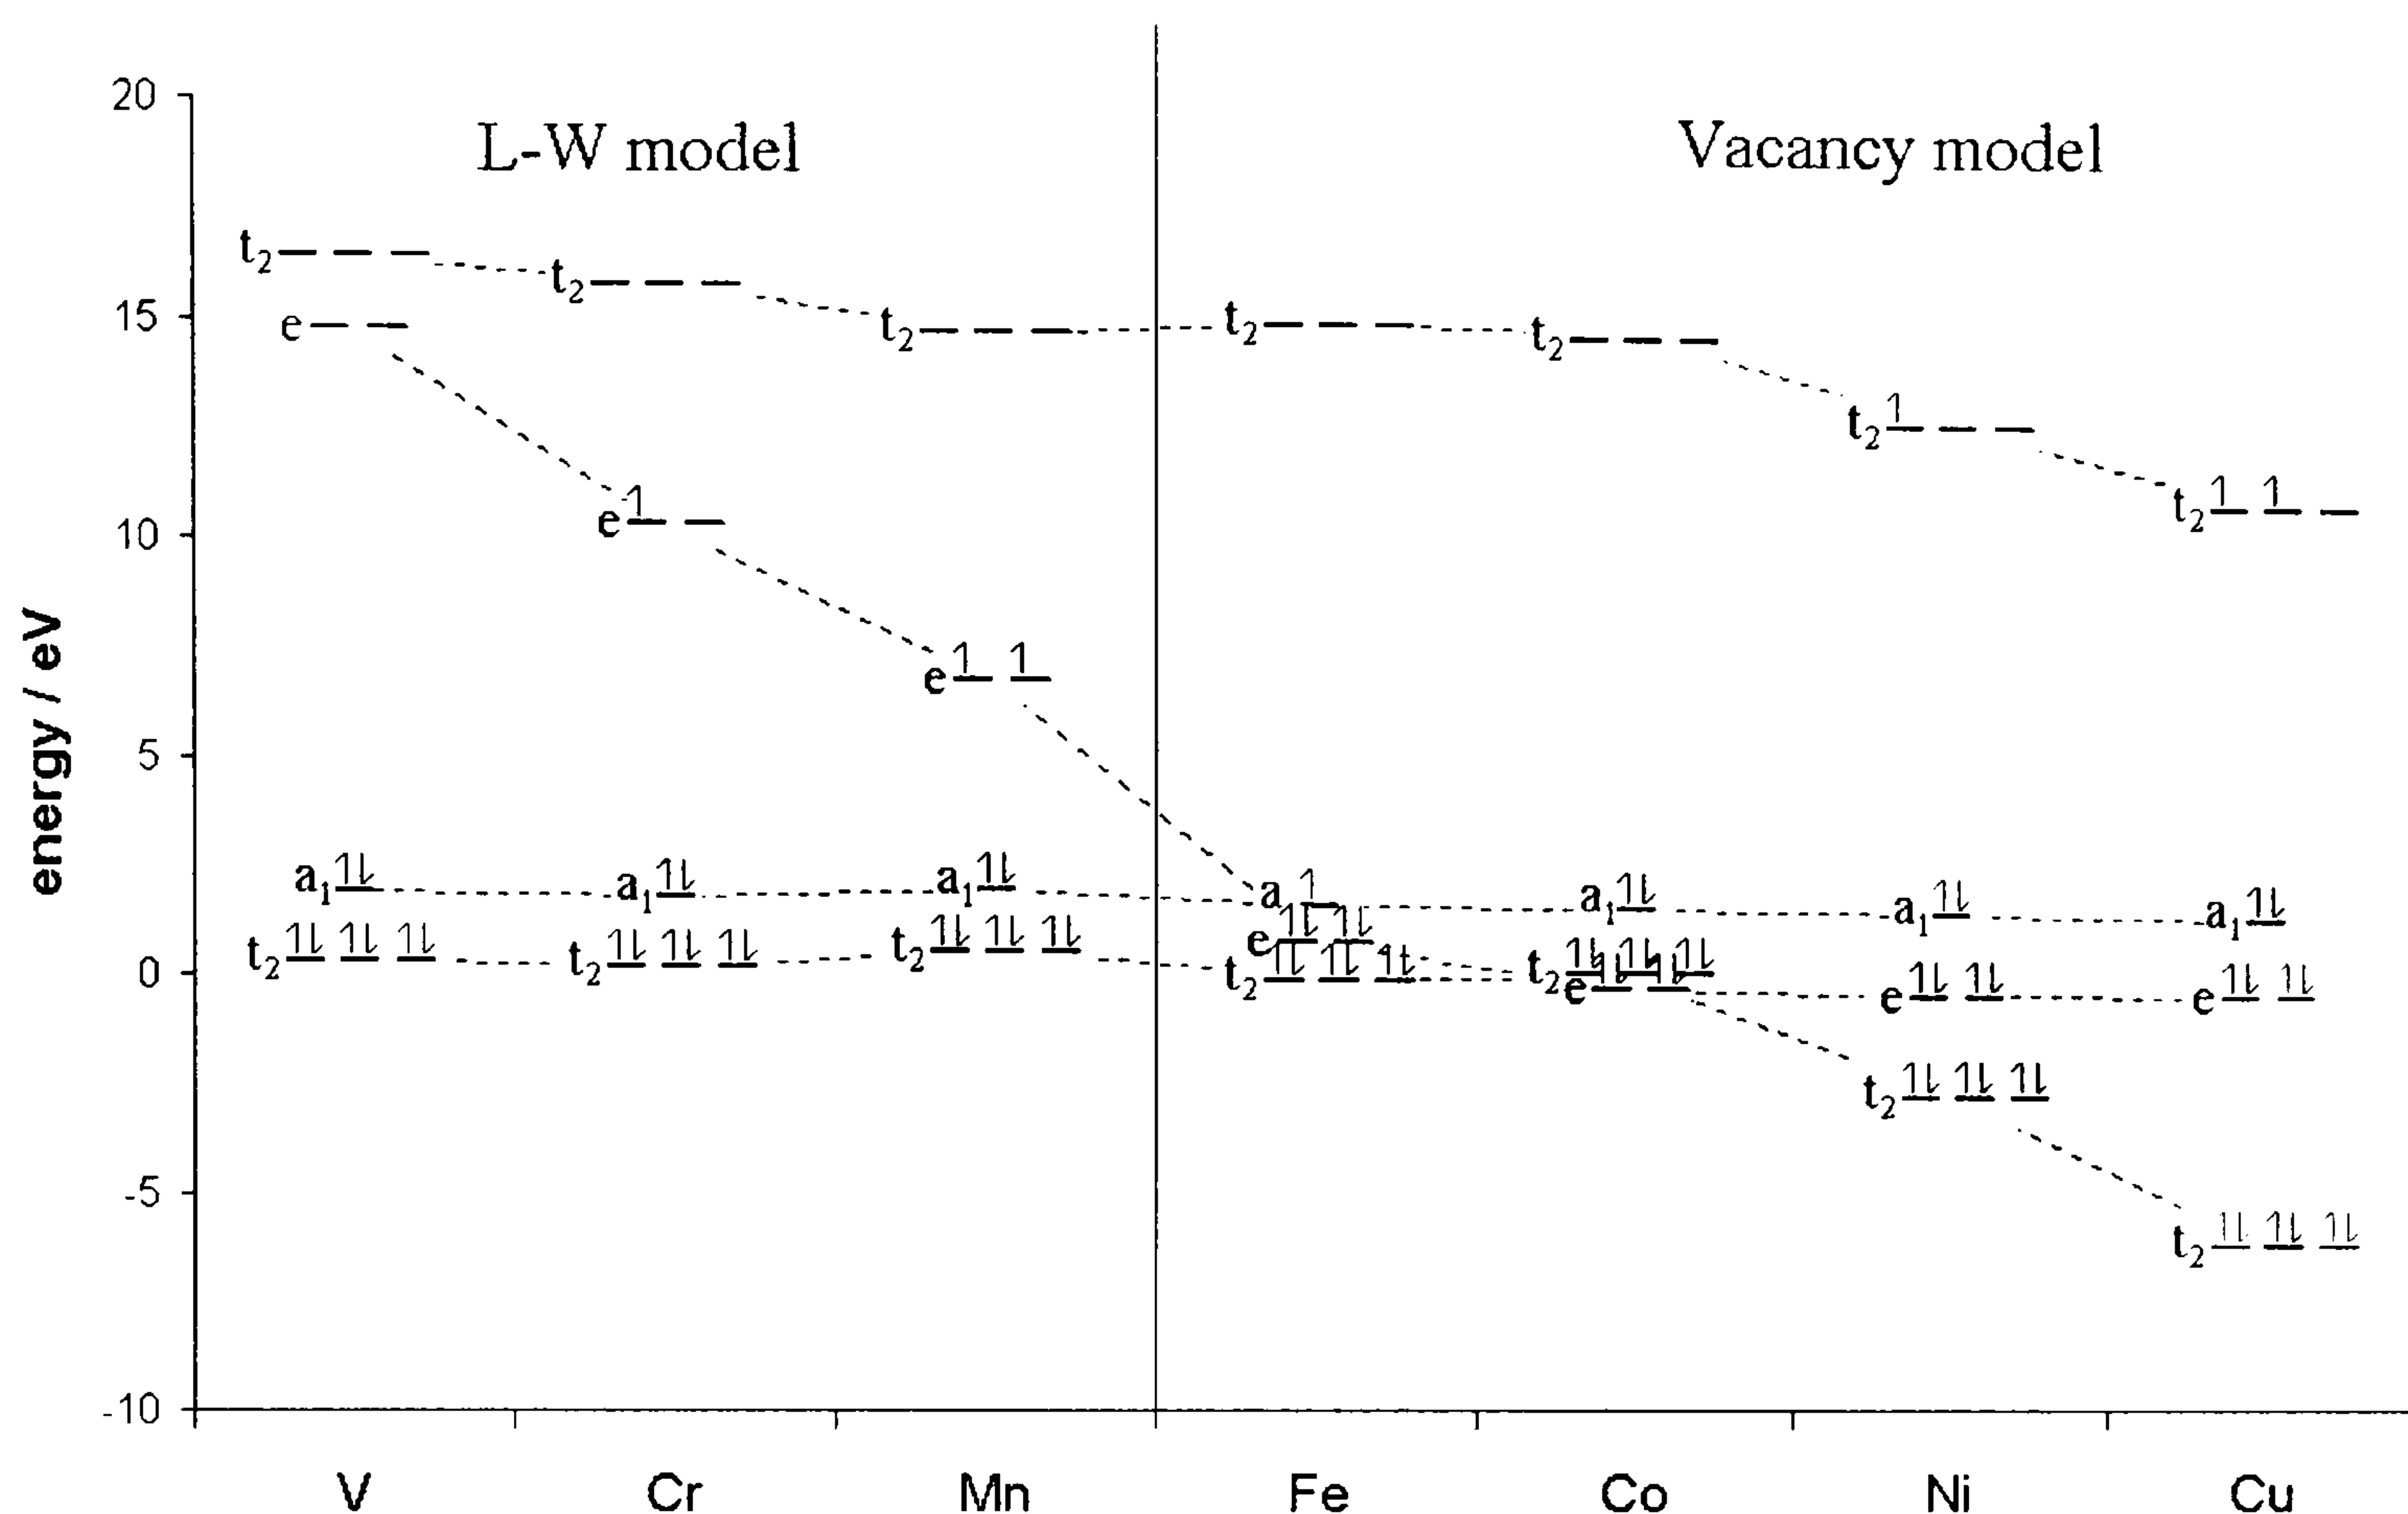 20
L-W model
Vacancy model
t₂
t₂
e
15
t₂
t₂
t₂
t₂
e
10
t₂
e
5
energy / eV
a₁
a₁
a₁
a₁
a₁
a₁
a₁
t₂
t₂
t₂
e
t₂
0
t₂
e
e
e
t₂
-5
t₂
-10
V
Cr
Mn
Fe
Co
Ni
Cu